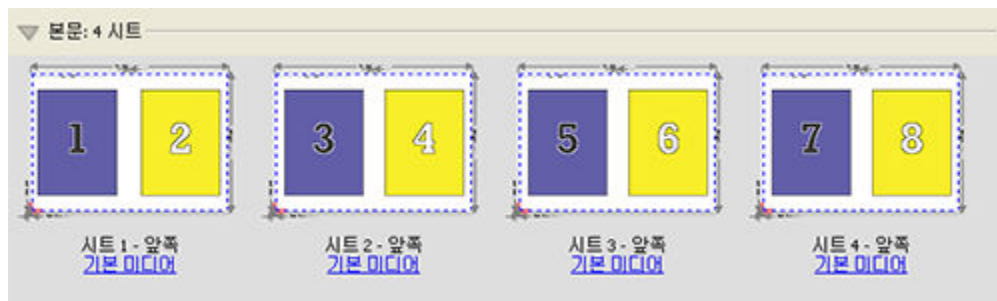 본문: 4 시트
1 2 3 4 5 6 7 8
시트 1 - 앞쪽 시트 2 - 앞쪽 시트 3 - 앞쪽 시트 4 - 앞쪽
기본 미디어 기본 미디어 기본 미디어 기본 미디어